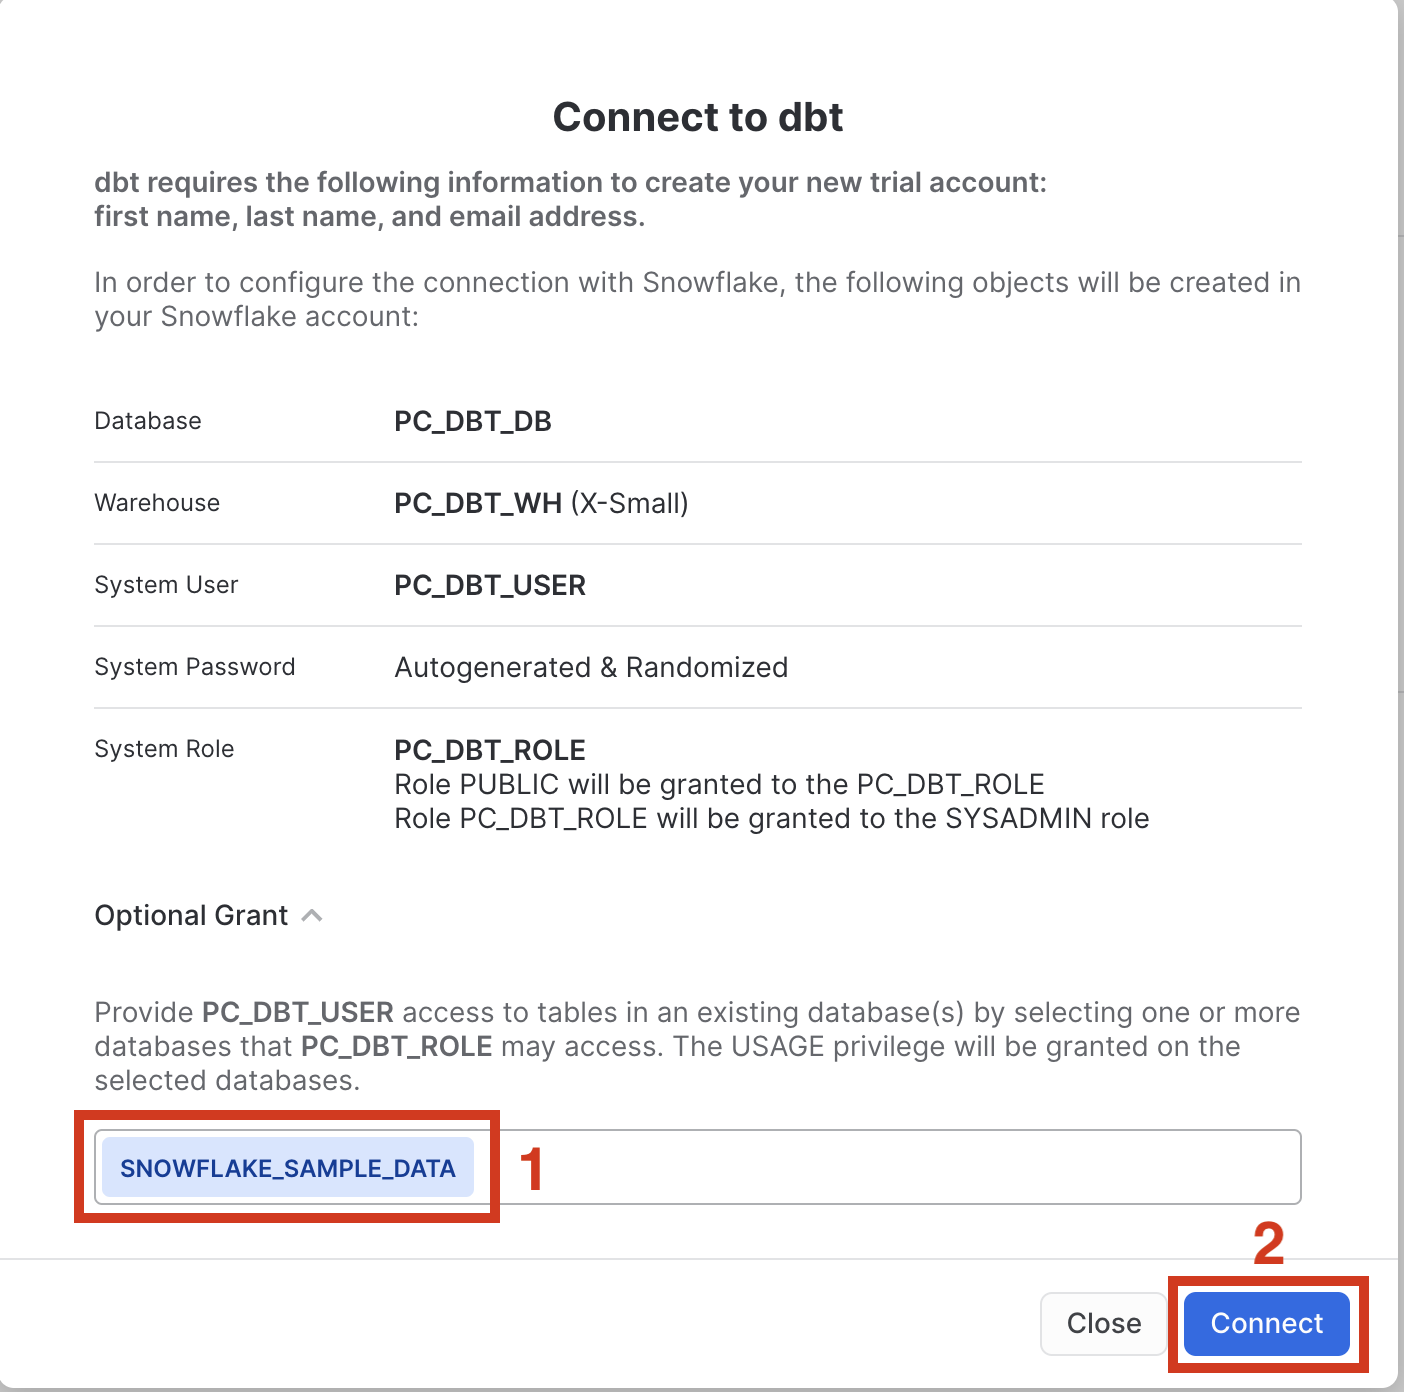 Connect to dbt
dbt requires the following information to create your new trial account:
first name, last name, and email address.
In order to configure the connection with Snowflake, the following objects will be created in
your Snowflake account:
Database PC_DBT_DB
Warehouse PC_DBT_WH (X-Small)
System User PC_DBT_USER
System Password Autogenerated & Randomized
System Role PC_DBT_ROLE
Role PUBLIC will be granted to the PC_DBT_ROLE
Role PC_DBT_ROLE will be granted to the SYSADMIN role
Optional Grant
Provide PC_DBT_USER access to tables in an existing database(s) by selecting one or more
databases that PC_DBT_ROLE may access. The USAGE privilege will be granted on the
selected databases.
SNOWFLAKE_SAMPLE_DATA 1
2
Close Connect